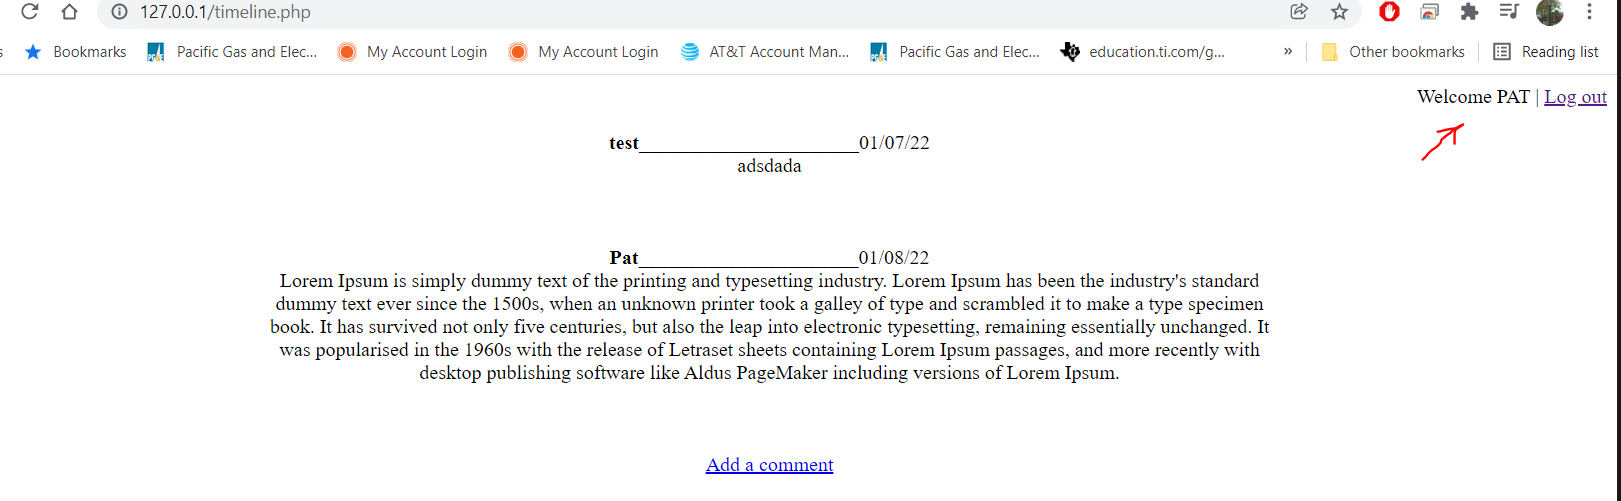 127.0.0.1/timeline.php
s Bookmarks Pacific Gas and Elec... My Account Login My Account Login AT&T Account Man... Pacific Gas and Elec... education.ti.com/g... » Other bookmarks Reading list
Welcome PAT | Log out
test______________________01/07/22
adsdada
Pat______________________01/08/22
Lorem Ipsum is simply dummy text of the printing and typesetting industry. Lorem Ipsum has been the industry's standard
dummy text ever since the 1500s, when an unknown printer took a galley of type and scrambled it to make a type specimen
book. It has survived not only five centuries, but also the leap into electronic typesetting, remaining essentially unchanged. It
was popularised in the 1960s with the release of Letraset sheets containing Lorem Ipsum passages, and more recently with
desktop publishing software like Aldus PageMaker including versions of Lorem Ipsum.
Add a comment